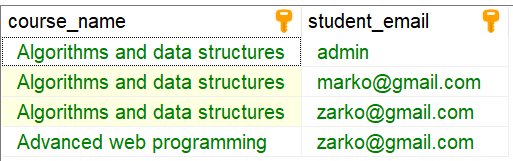 course_name student_email
Algorithms and data structures admin
Algorithms and data structures marko@gmail.com
Algorithms and data structures zarko@gmail.com
Advanced web programming zarko@gmail.com